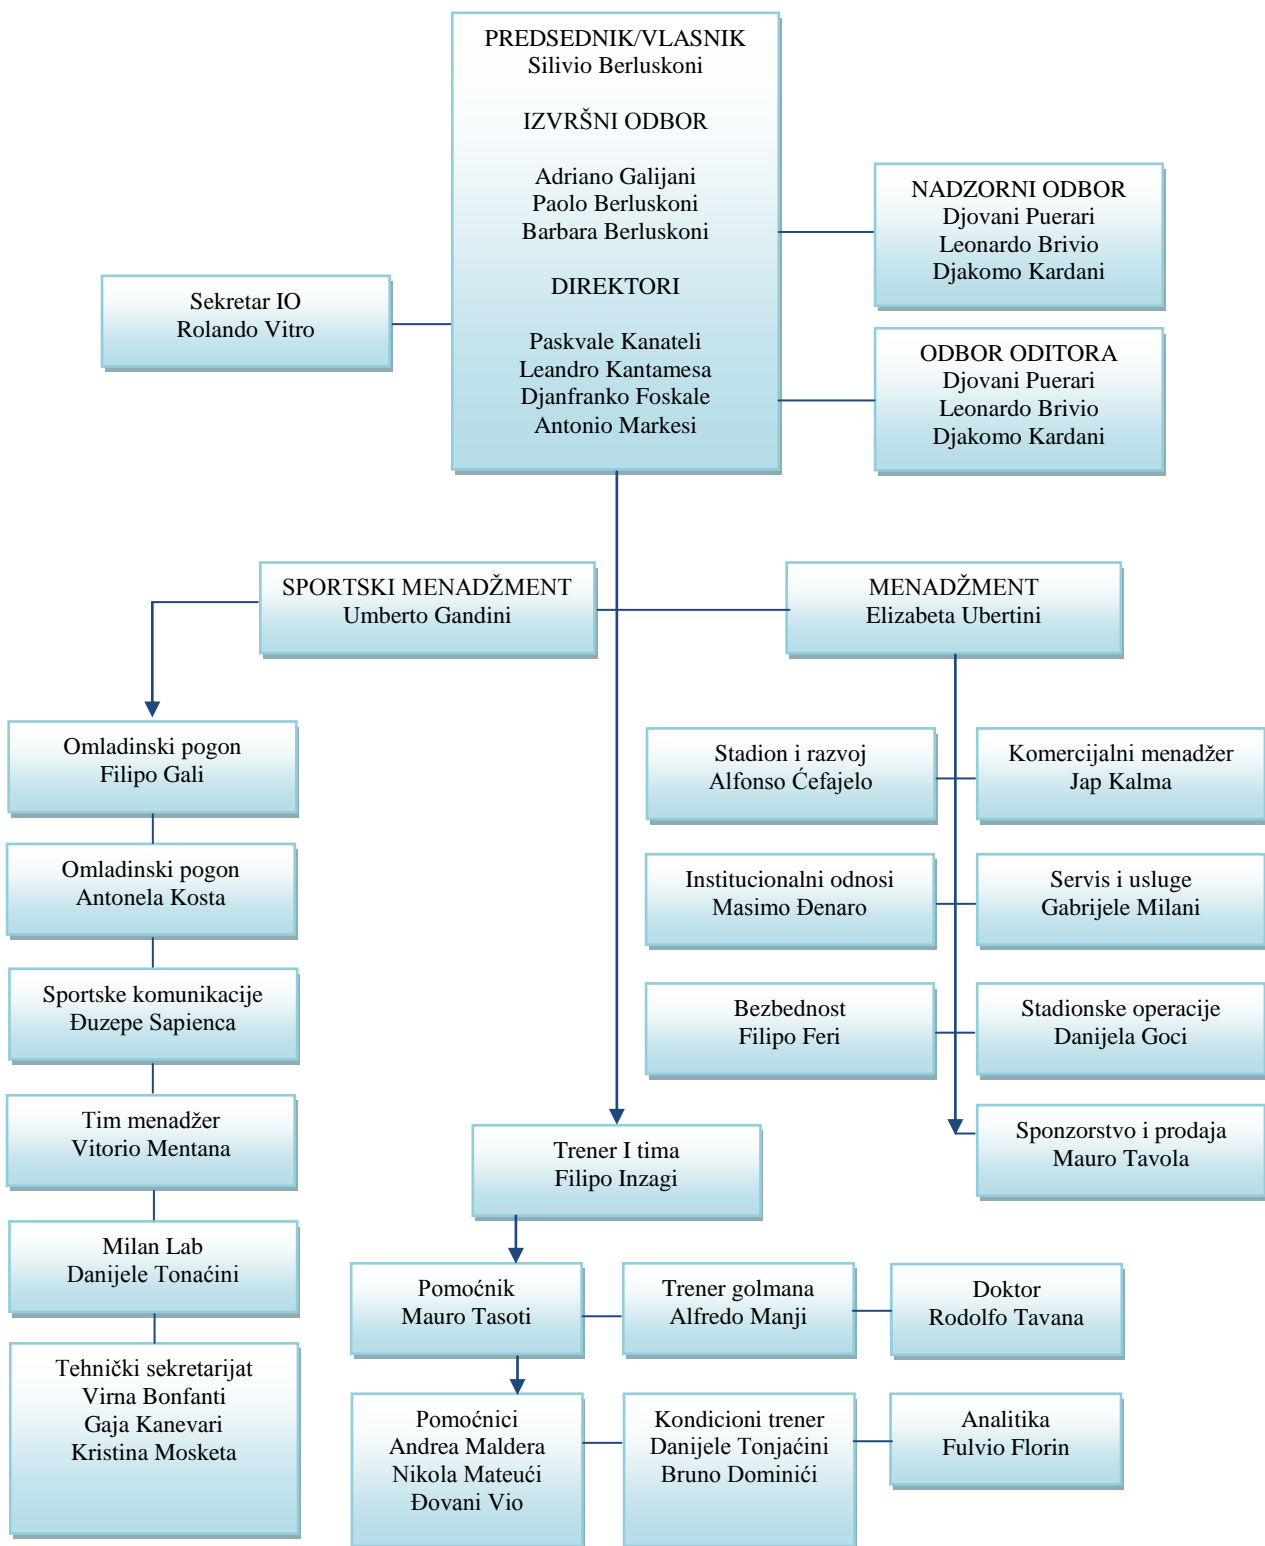 PREDSEDNIK/VLASNIK
Silivio Berluskoni
IZVRŠNI ODBOR
Adriano Galijani
Paolo Berluskoni
Barbara Berluskoni
DIREKTORI
Paskvale Kanateli
Leandro Kantamesa
Djanfranko Foskale
Antonio Markesi
NADZORNI ODBOR
Djovani Puerari
Leonardo Brivio
Djakomo Kardani
Sekretar IO
Rolando Vitro
ODBOR ODITORA
Djovani Puerari
Leonardo Brivio
Djakomo Kardani
SPORTSKI MENADŽMENT
Umberto Gandini
MENADŽMENT
Elizabeta Ubertini
Omladinski pogon
Filipo Gali
Omladinski pogon
Antonela Kosta
Sportske komunikacije
Đuzepe Sapienca
Tim menadžer
Vitorio Mentana
Milan Lab
Danijele Tonaćini
Tehnički sekretarijat
Virna Bonfanti
Gaja Kanevari
Kristina Mosketa
Stadion i razvoj
Alfonso Ćefajelo
Komercijalni menadžer
Jap Kalma
Institucionalni odnosi
Masimo Đenaro
Servis i usluge
Gabrijele Milani
Bezbednost
Filipo Feri
Stadionske operacije
Danijela Goci
Sponzorstvo i prodaja
Mauro Tavola
Trener I tima
Filipo Inzagi
Pomoćnik
Mauro Tasoti
Trener golmana
Alfredo Manji
Doktor
Rodolfo Tavana
Pomoćnici
Andrea Maldera
Nikola Mateući
Đovani Vio
Kondicioni trener
Danijele Tonjaćini
Bruno Dominići
Analitika
Fulvio Florin